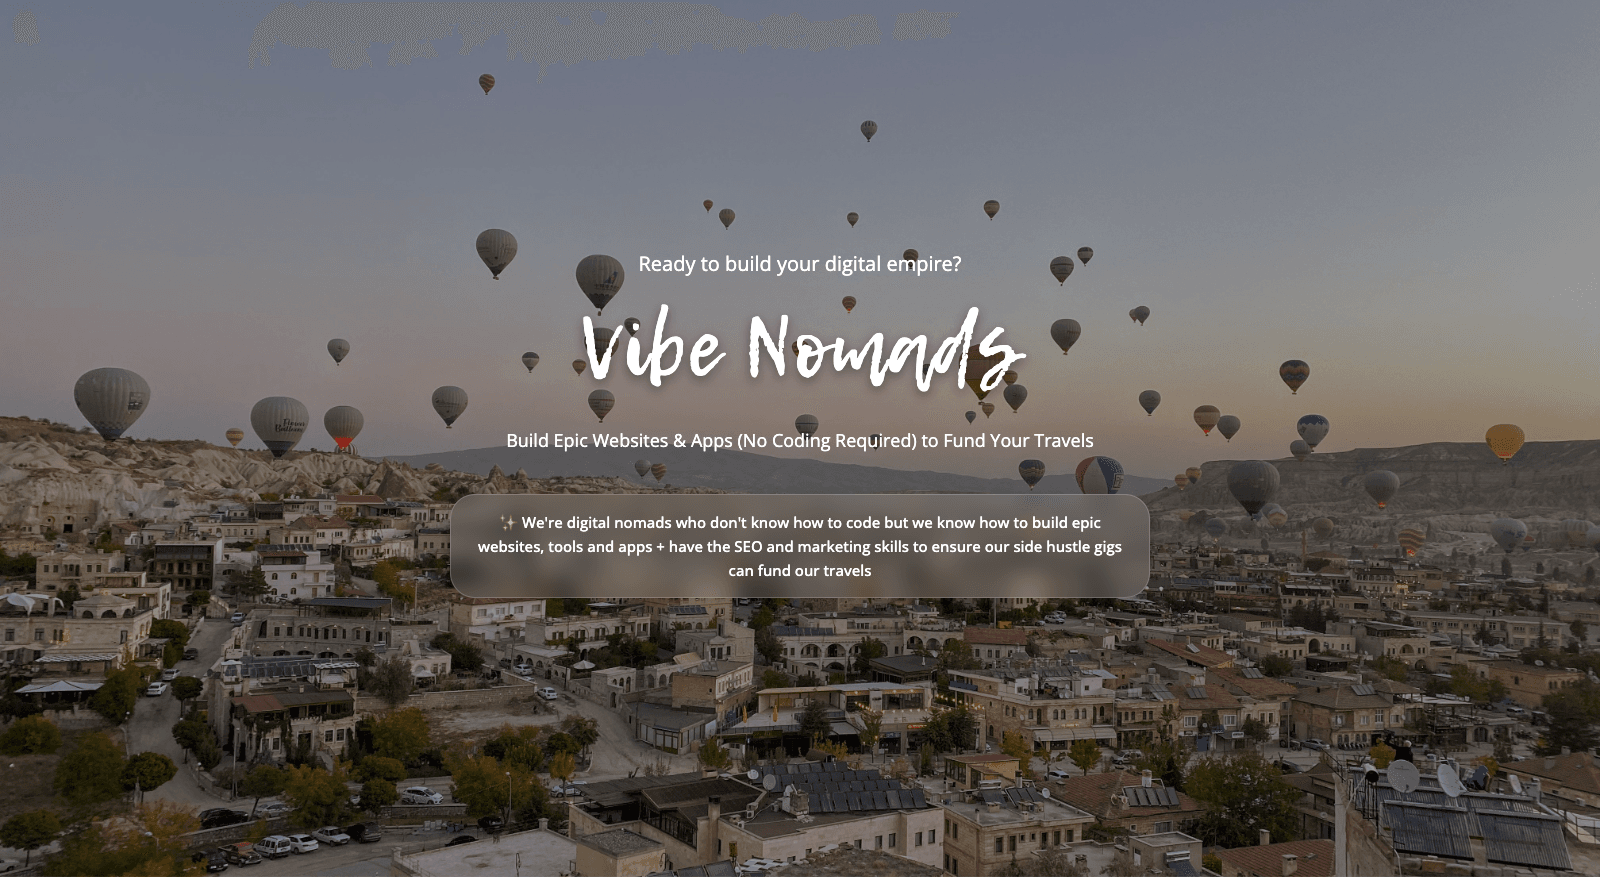 Ready to build your digital empire?
Vibe Nomads
Build Epic Websites & Apps (No Coding Required) to Fund Your Travels
✨ We're digital nomads who don't know how to code but we know how to build epic
websites, tools and apps + have the SEO and marketing skills to ensure our side hustle gigs
can fund our travels